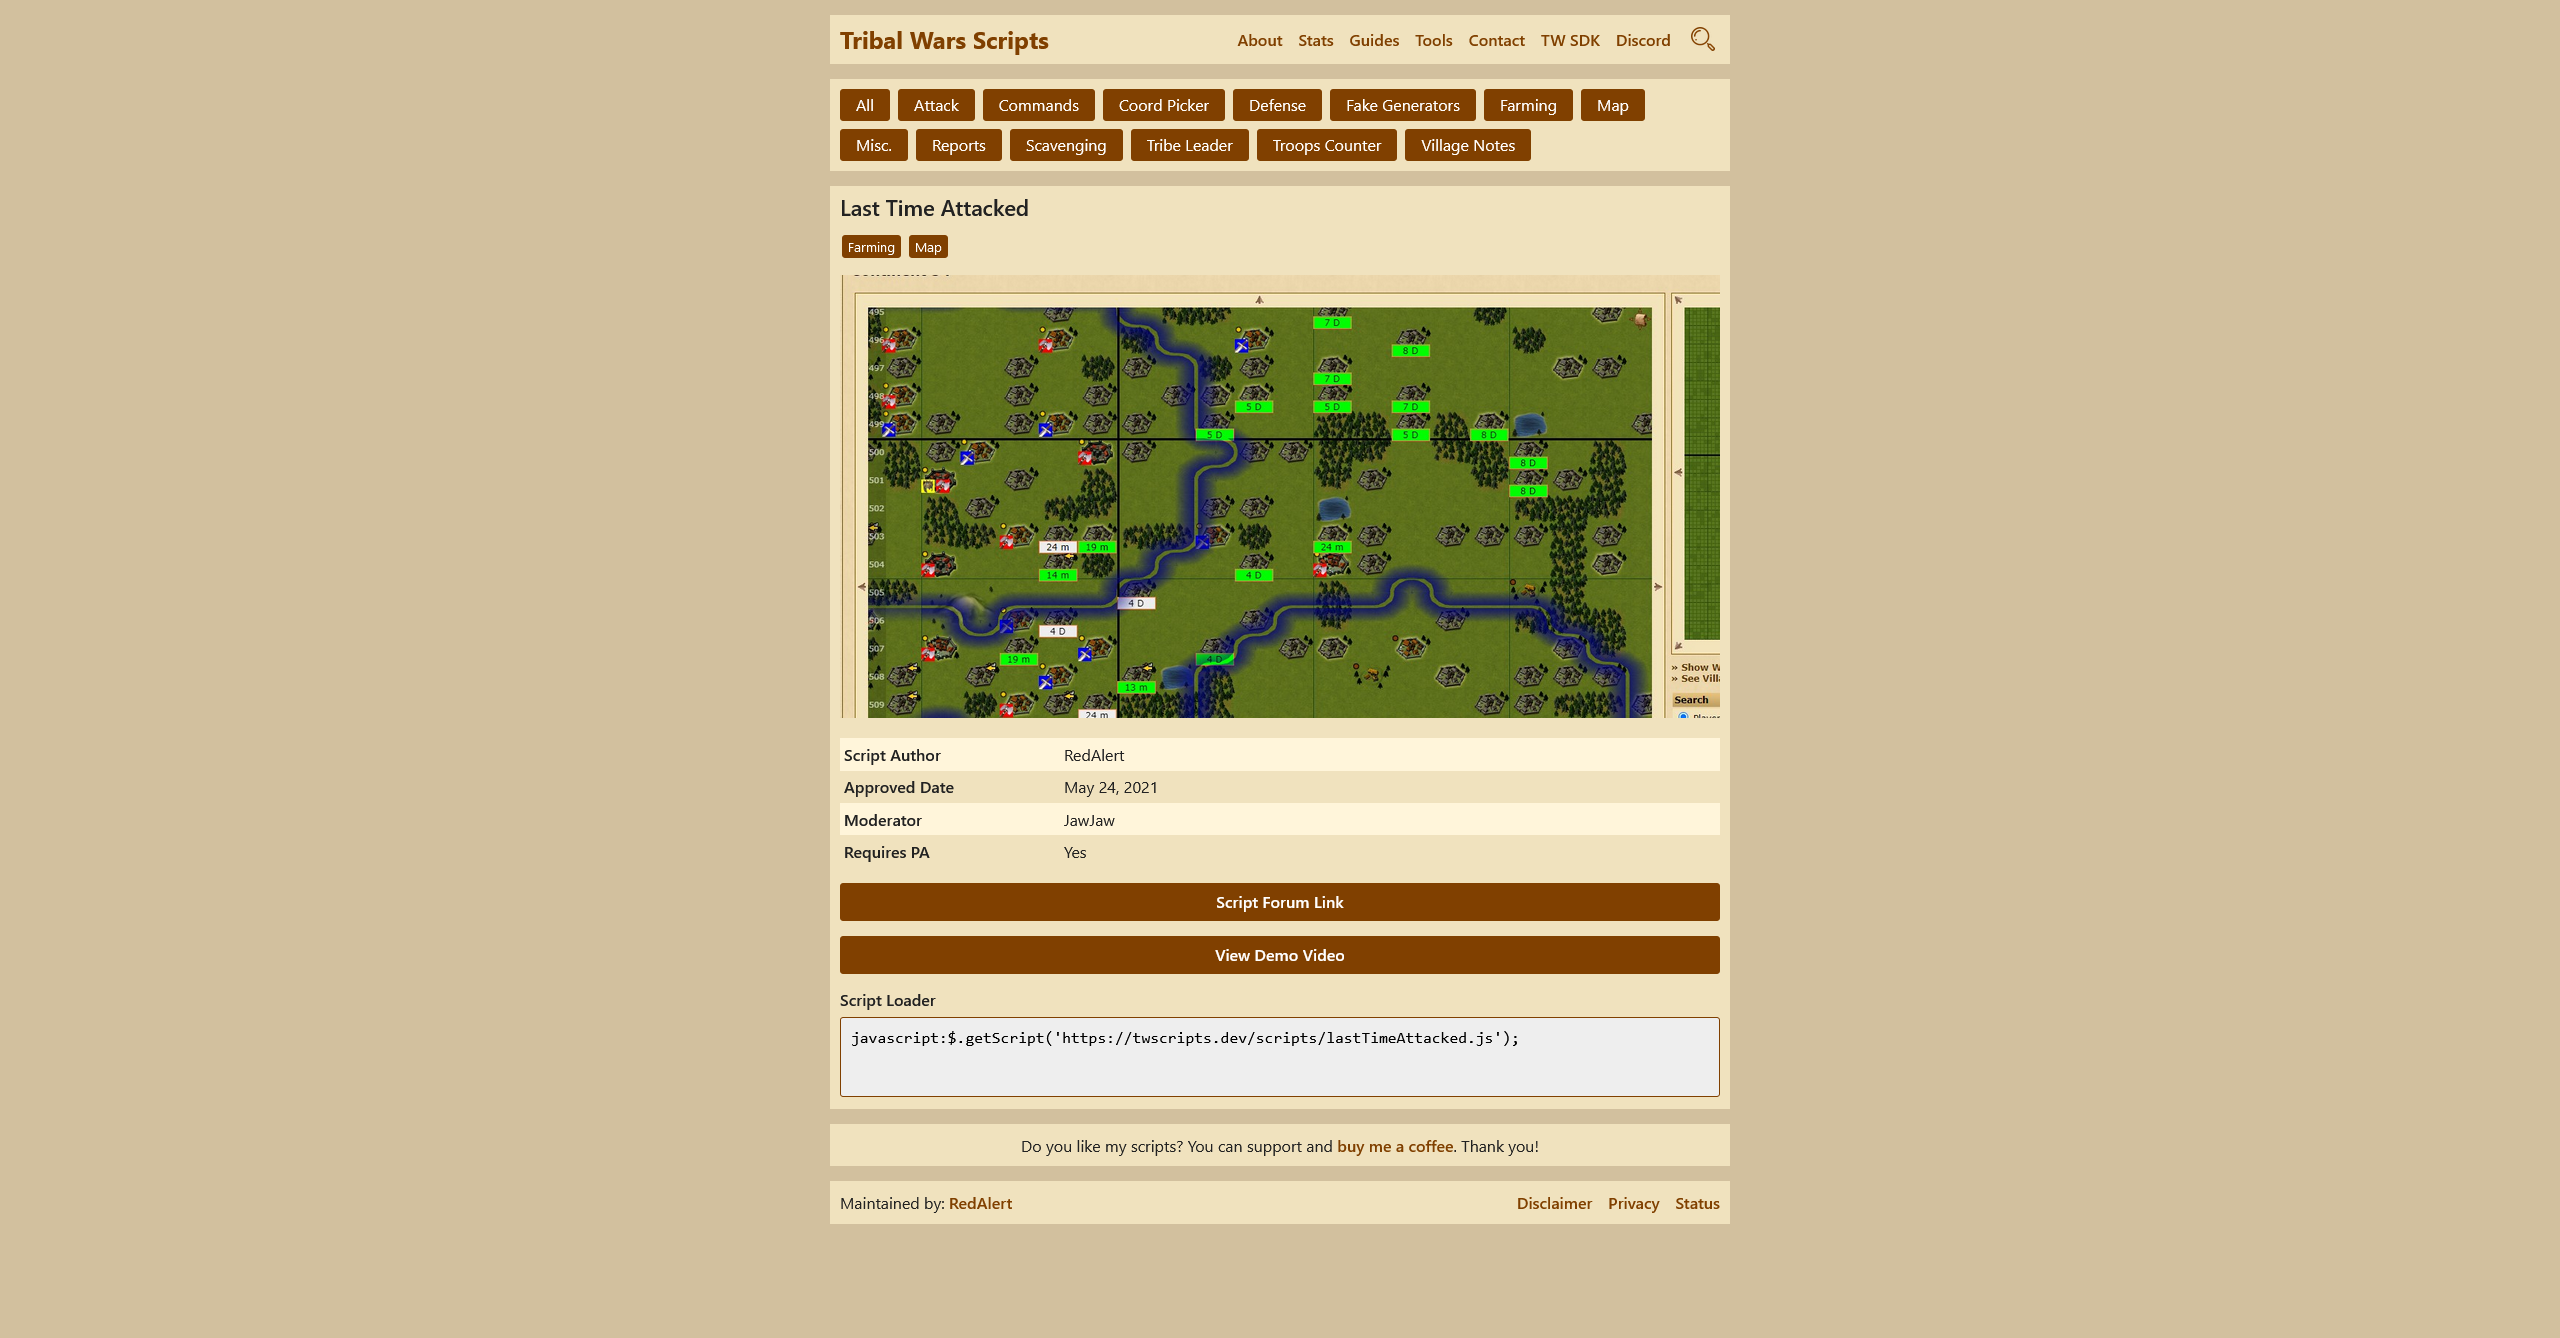 Tribal Wars Scripts
About Stats Guides Tools Contact TW SDK Discord
All Attack Commands Coord Picker Defense Fake Generators Farming Map
Misc. Reports Scavenging Tribe Leader Troops Counter Village Notes
Last Time Attacked
Farming Map
495
7 D
496
8 D
497
7 D
498
5 D 5 D 7 D
499
5 D 5 D 8 D
500
8 D
501
8 D
502
503
24 m 19 m 24 m
504
14 m 4 D
505
4 D
506
4 D
507
19 m 4 D
» Show W
» See Villa
508
13 m
Search
509
24 m
Script Author RedAlert
Approved Date May 24, 2021
Moderator JawJaw
Requires PA Yes
Script Forum Link
View Demo Video
Script Loader
javascript:$.getScript('https://twscripts.dev/scripts/lastTimeAttacked.js');
Do you like my scripts? You can support and buy me a coffee. Thank you!
Maintained by: RedAlert Disclaimer Privacy Status